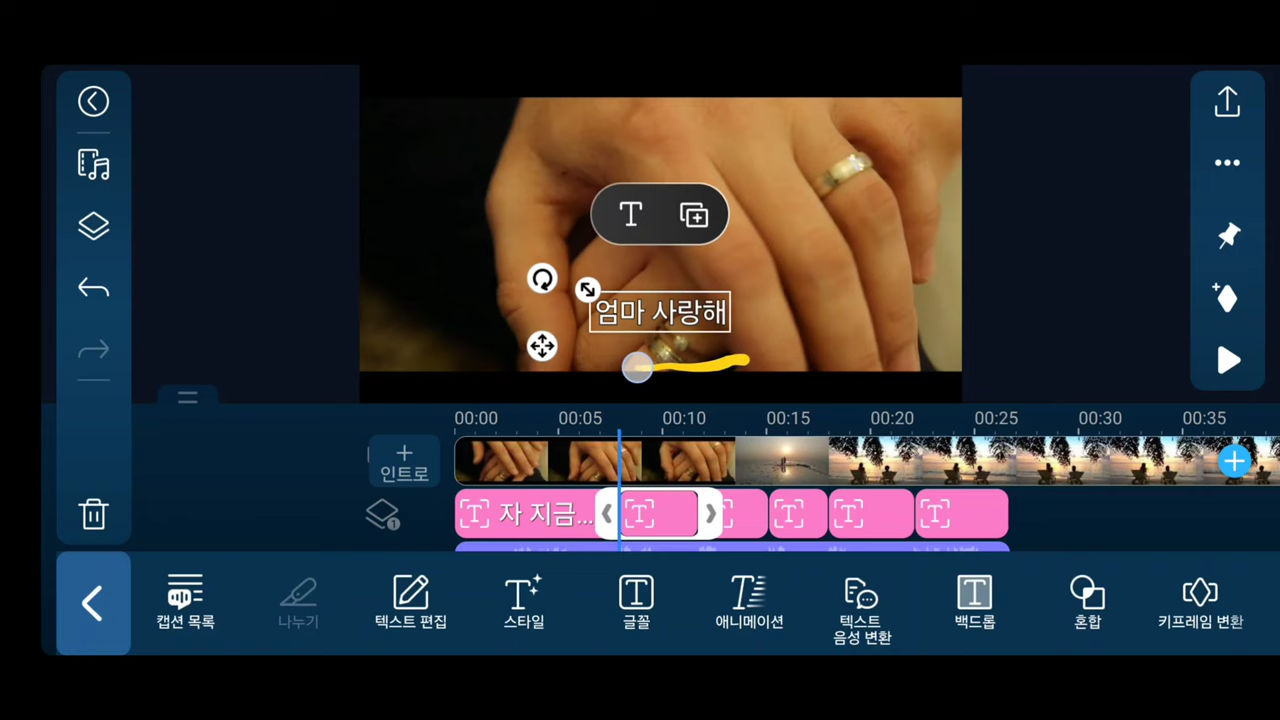 엄마 사랑해
00:00 00:05 00:10 00:15 00:20 00:25 00:30 00:35
인트로
자 지금...
1
캡션 목록
나누기
텍스트 편집
스타일
글꼴
애니메이션
텍스트
음성 변환
백드롭
혼합
키프레임 변환